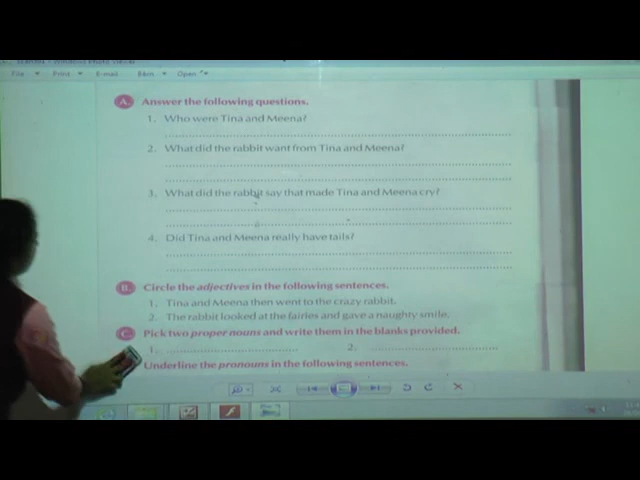 File Print E-mail Burn Open
A. Answer the following questions.
1. Who were Tina and Meena?
2. What did the rabbit want from Tina and Meena?
3. What did the rabbit say that made Tina and Meena cry?
4. Did Tina and Meena really have tails?
B. Circle the adjectives in the following sentences.
1. Tina and Meena then went to the crazy rabbit.
2. The rabbit looked at the fairies and gave a naughty smile.
C. Pick two proper nouns and write them in the blanks provided.
1. 2.
Underline the pronouns in the following sentences.